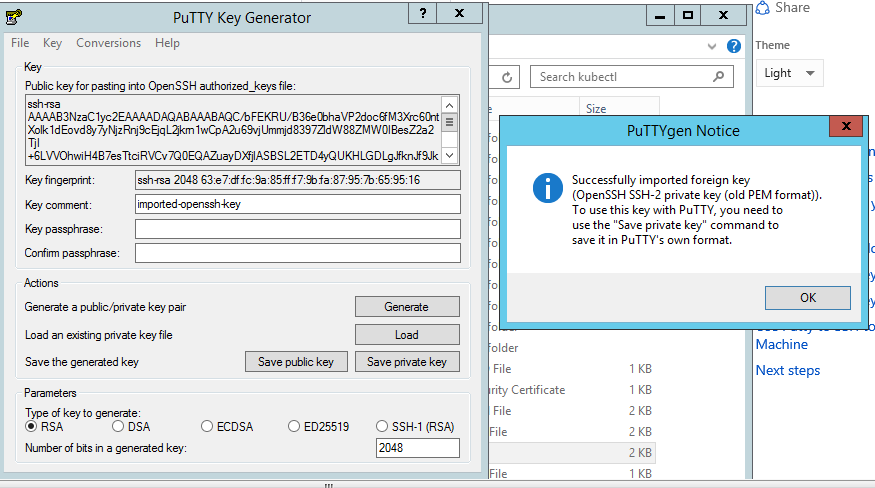 PuTTY Key Generator
?
x
File Key Conversions Help
Key
Public key for pasting into OpenSSH authorized_keys file:
ssh-rsa
AAAAB3NzaC1yc2EAAAADAQABAAABAQC/bFEKRU/B36e0bhaVP2doc6fM3Xrc60nt
XoIk1dEovd8y7yNjzRnj9cEjqL2jkm1wCpA2u69vjUmmjd8397ZIdW88ZMW0IBesZ2a2
TjI
+6LVVOhwiH4B7esTtciRVCv7Q0EQAZuayDXfjlASBSL2ETD4yQUKHLGDLgJfknJf9Jk
Key fingerprint:
ssh-rsa 2048 63:e7:df:fc:9a:85:ff:f7:9b:fa:87:95:7b:65:95:16
Key comment:
imported-openssh-key
Key passphrase:
Confirm passphrase:
Actions
Generate a public/private key pair
Generate
Load an existing private key file
Load
Save the generated key
Save public key
Save private key
Parameters
Type of key to generate:
RSA DSA ECDSA ED25519 SSH-1 (RSA)
Number of bits in a generated key:
2048
x
?
Search kubectl
Size
PuTTYgen Notice
x
Successfully imported foreign key
(OpenSSH SSH-2 private key (old PEM format)).
To use this key with PuTTY, you need to
use the "Save private key" command to
save it in PuTTY's own format.
OK
folder
File 1 KB
urity Certificate 1 KB
File 2 KB
File 2 KB
2 KB
File 1 KB
Share
Theme
Light
Machine
Next steps